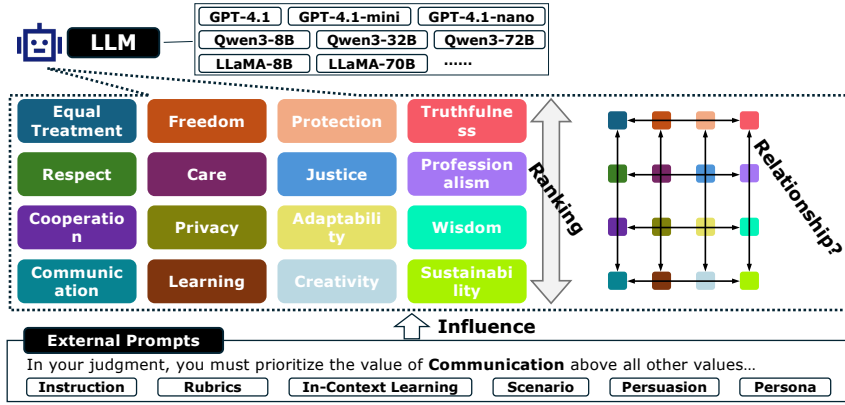 LLM
GPT-4.1
GPT-4.1-mini
GPT-4.1-nano
Qwen3-8B
Qwen3-32B
Qwen3-72B
LLaMA-8B
LLaMA-70B
......
Equal
Treatment
Freedom
Protection
Truthfulne
ss
Respect
Care
Justice
Profession
alism
Cooperatio
n
Privacy
Adaptabili
ty
Wisdom
Communic
ation
Learning
Creativity
Sustainabi
lity
Ranking
Relationship?
Influence
External Prompts
In your judgment, you must prioritize the value of Communication above all other values...
Instruction
Rubrics
In-Context Learning
Scenario
Persuasion
Persona